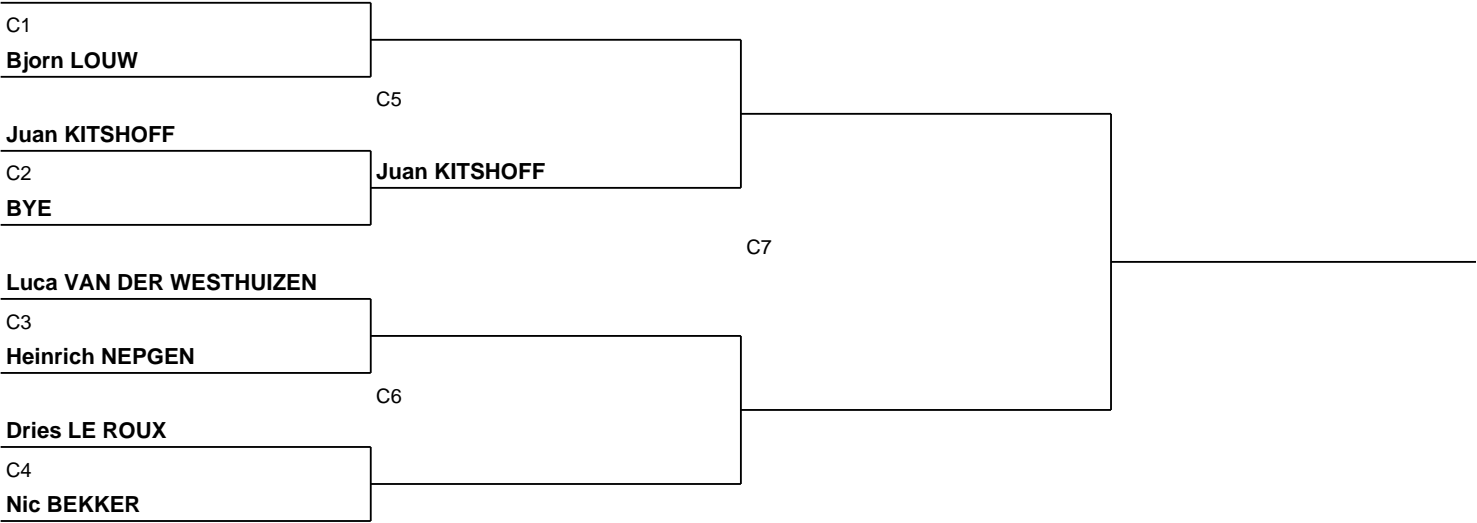 C1
Bjorn LOUW
C5
Juan KITSHOFF
C2
Juan KITSHOFF
BYE
C7
Luca VAN DER WESTHUIZEN
C3
Heinrich NEPGEN
C6
Dries LE ROUX
C4
Nic BEKKER